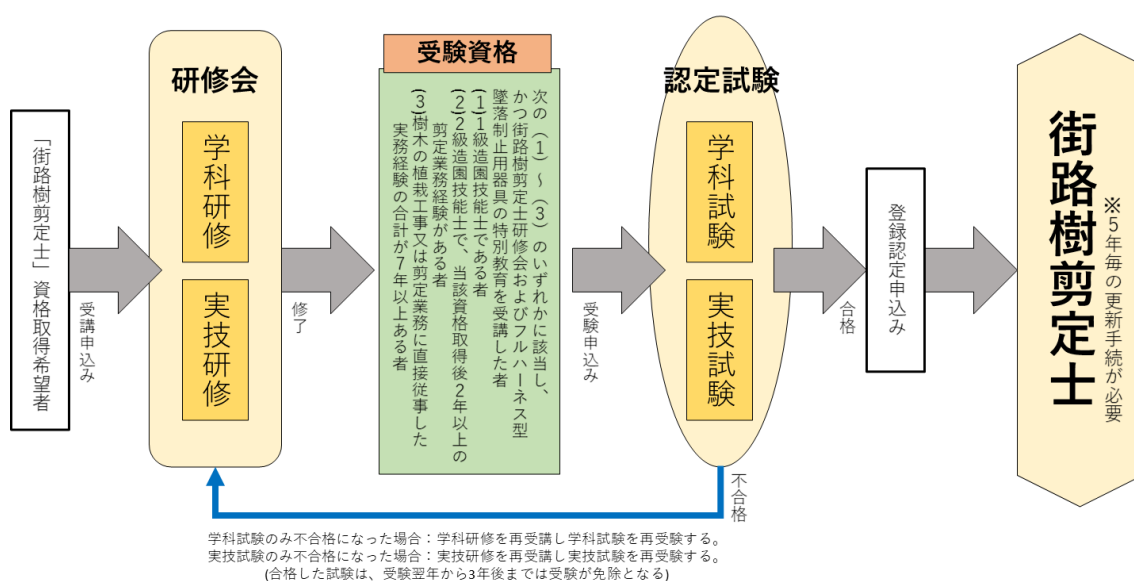 「街路樹剪定士」資格取得希望者
受講申込み
研修会
学科研修
実技研修
修了
受験資格
次の（1）～（3）のいずれかに該当し、
かつ街路樹剪定士研修会およびフルハーネス型
墜落制止用器具の特別教育を受講した者
(1)1級造園技能士である者
(2)2級造園技能士で、当該資格取得後2年以上の
剪定業務経験がある者
(3)樹木の植栽工事又は剪定業務に直接従事した
実務経験の合計が7年以上ある者
受験申込み
認定試験
学科試験
実技試験
合格
不合格
登録認定申込み
街路樹剪定士
※5年毎の更新手続が必要
学科試験のみ不合格になった場合：学科研修を再受講し学科試験を再受験する。
実技試験のみ不合格になった場合：実技研修を再受講し実技試験を再受験する。
(合格した試験は、受験翌年から3年後までは受験が免除となる)